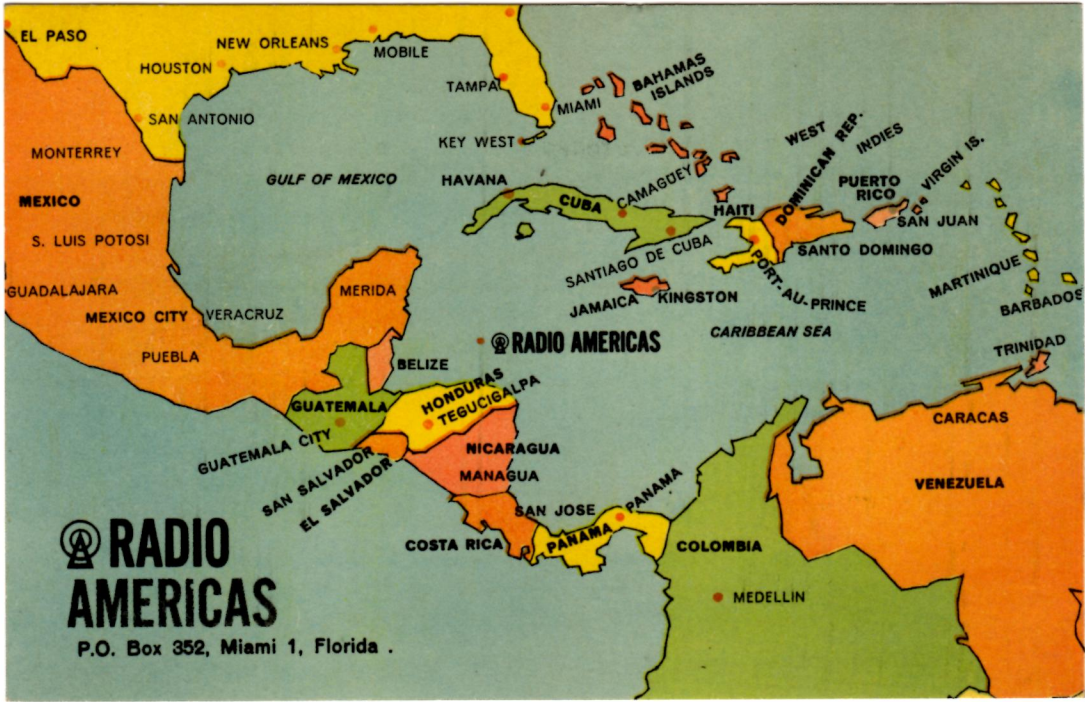 EL PASO
NEW ORLEANS
MOBILE
HOUSTON
SAN ANTONIO
TAMPA
MIAMI
BAHAMAS
ISLANDS
KEY WEST
MONTERREY
GULF OF MEXICO
HAVANA
CUBA
CAMAGÜEY
WEST
INDIES
DOMINICAN REP.
VIRGIN IS.
PUERTO
RICO
MEXICO
HAITI
SAN JUAN
S. LUIS POTOSI
SANTIAGO DE CUBA
SANTO DOMINGO
PORT-AU-PRINCE
MARTINIQUE
GUADALAJARA
MERIDA
JAMAICA
KINGSTON
BARBADOS
MEXICO CITY
VERACRUZ
CARIBBEAN SEA
RADIO AMERICAS
PUEBLA
BELIZE
TRINIDAD
HONDURAS
TEGUCIGALPA
GUATEMALA
CARACAS
GUATEMALA CITY
NICARAGUA
MANAGUA
SAN SALVADOR
EL SALVADOR
VENEZUELA
SAN JOSE
PANAMA
COSTA RICA
PANAMA
COLOMBIA
MEDELLIN
RADIO
AMERICAS
P.O. Box 352, Miami 1, Florida .